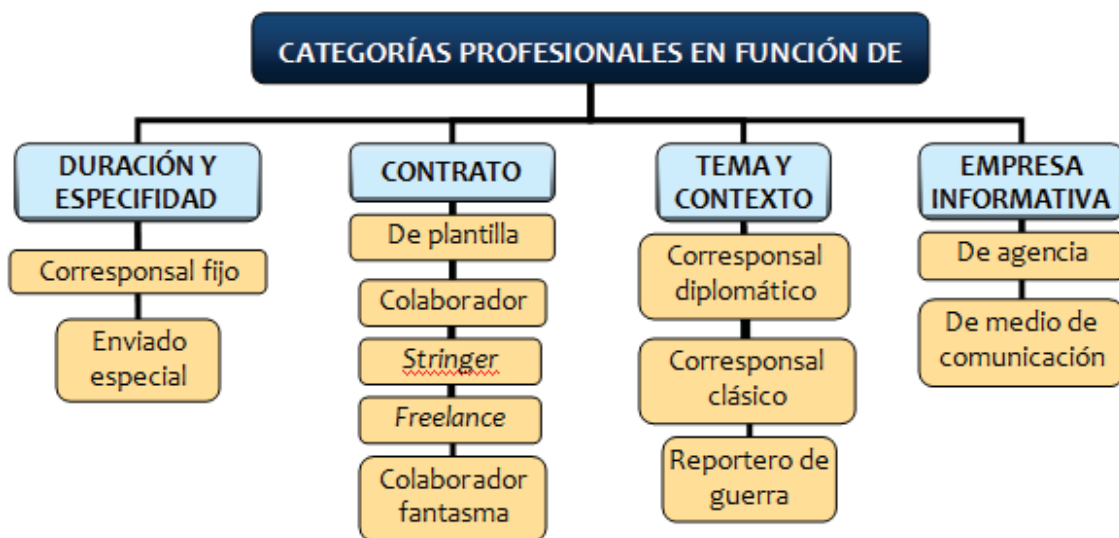 CATEGORÍAS PROFESIONALES EN FUNCIÓN DE
DURACIÓN Y
ESPECIFIDAD
Corresponsal fijo
Enviado
especial
CONTRATO
De plantilla
Colaborador
Stringer
Freelance
Colaborador
fantasma
TEMA Y
CONTEXTO
Corresponsal
diplomático
Corresponsal
clásico
Reportero de
guerra
EMPRESA
INFORMATIVA
De agencia
De medio de
comunicación